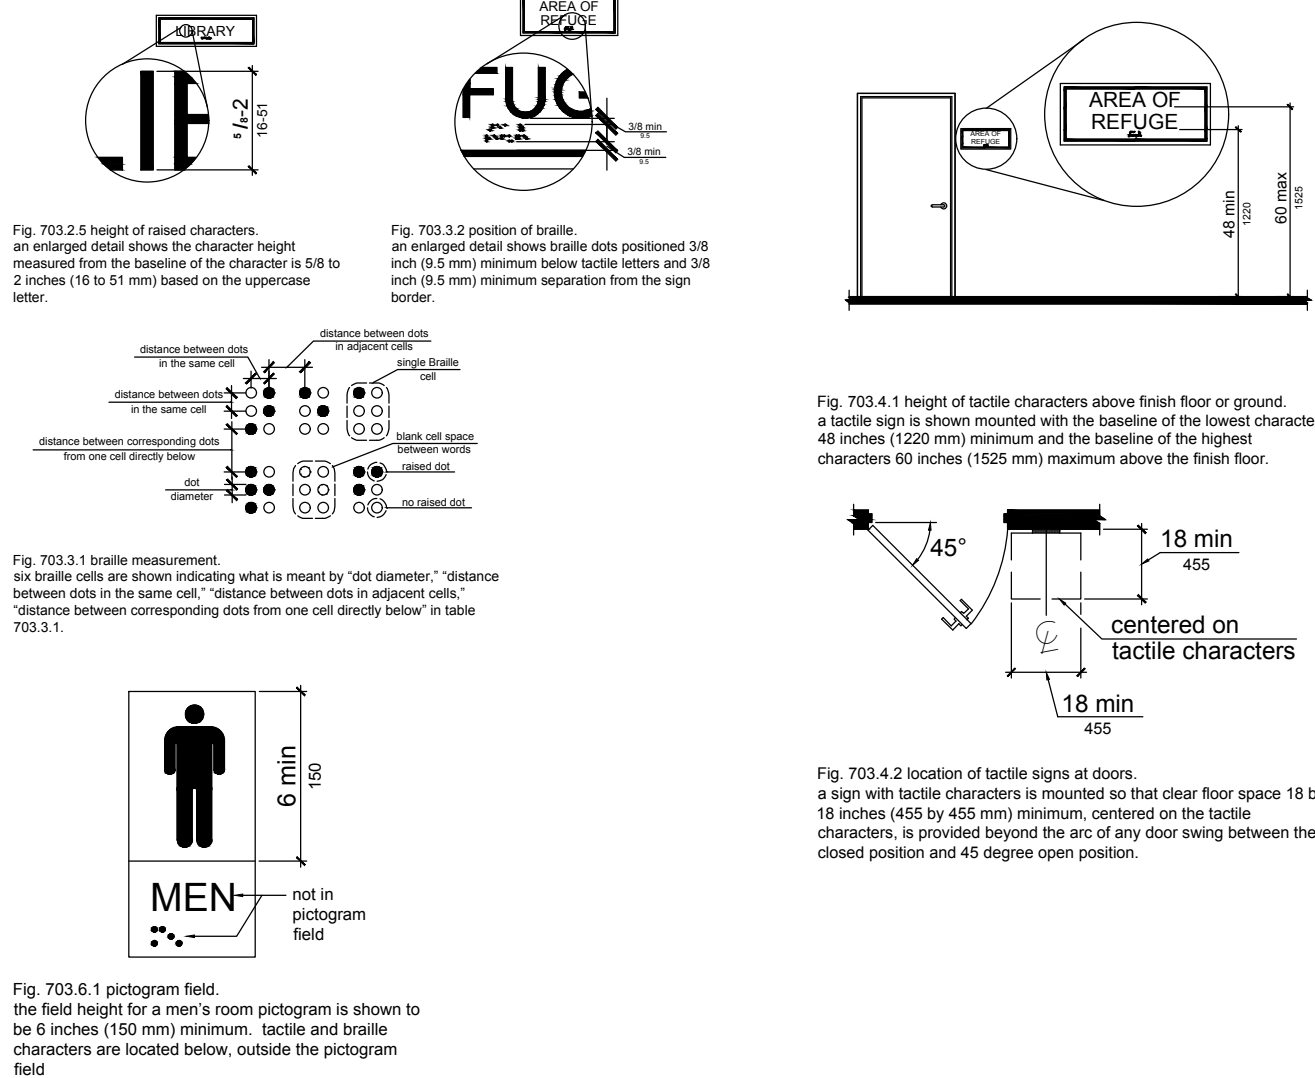 LIBRARY
5/8-2
16-51
Fig. 703.2.5 height of raised characters.
an enlarged detail shows the character height
measured from the baseline of the character is 5/8 to
2 inches (16 to 51 mm) based on the uppercase
letter.
AREA OF
REFUGE
FUG
3/8 min
9.5
3/8 min
9.5
Fig. 703.3.2 position of braille.
an enlarged detail shows braille dots positioned 3/8
inch (9.5 mm) minimum below tactile letters and 3/8
inch (9.5 mm) minimum separation from the sign
border.
distance between dots
in adjacent cells
distance between dots
in the same cell
single Braille
cell
distance between dots
in the same cell
distance between corresponding dots
from one cell directly below
blank cell space
between words
raised dot
dot
diameter
no raised dot
Fig. 703.3.1 braille measurement.
six braille cells are shown indicating what is meant by “dot diameter,” “distance
between dots in the same cell,” “distance between dots in adjacent cells,”
“distance between corresponding dots from one cell directly below” in table
703.3.1.
6 min
150
MEN
not in
pictogram
field
Fig. 703.6.1 pictogram field.
the field height for a men’s room pictogram is shown to
be 6 inches (150 mm) minimum. tactile and braille
characters are located below, outside the pictogram
field
AREA OF
REFUGE
AREA OF
REFUGE
48 min
1220
60 max
1525
Fig. 703.4.1 height of tactile characters above finish floor or ground.
a tactile sign is shown mounted with the baseline of the lowest characte
48 inches (1220 mm) minimum and the baseline of the highest
characters 60 inches (1525 mm) maximum above the finish floor.
45°
18 min
455
centered on
tactile characters
18 min
455
Fig. 703.4.2 location of tactile signs at doors.
a sign with tactile characters is mounted so that clear floor space 18 b
18 inches (455 by 455 mm) minimum, centered on the tactile
characters, is provided beyond the arc of any door swing between the
closed position and 45 degree open position.